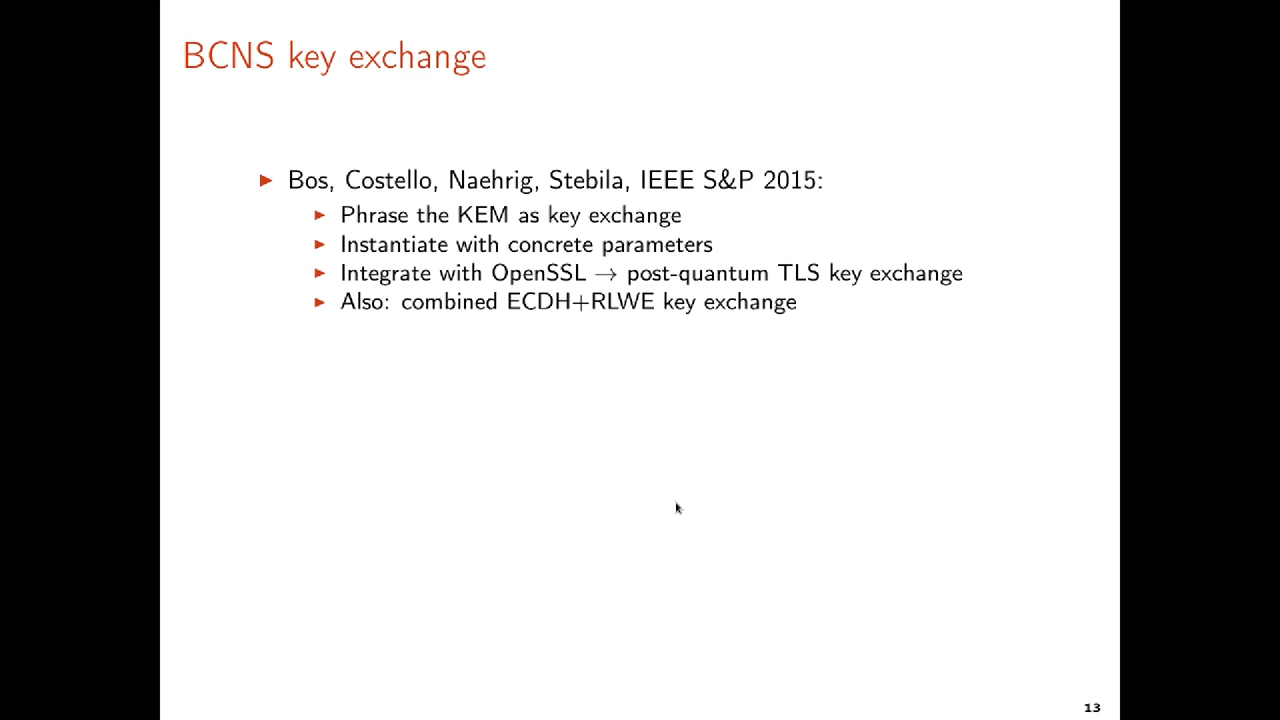 BCNS key exchange
► Bos, Costello, Naehrig, Stebila, IEEE S&P 2015:
► Phrase the KEM as key exchange
► Instantiate with concrete parameters
► Integrate with OpenSSL → post-quantum TLS key exchange
► Also: combined ECDH+RLWE key exchange
13